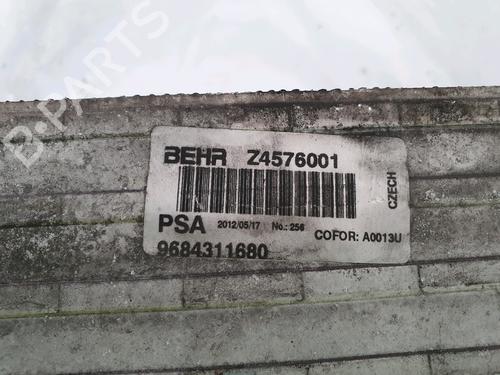 B-PARTS
BEHR Z4576001
CZECH
PSA 2012/05/17 No.: 256 COFOR: A0013U
9684311680